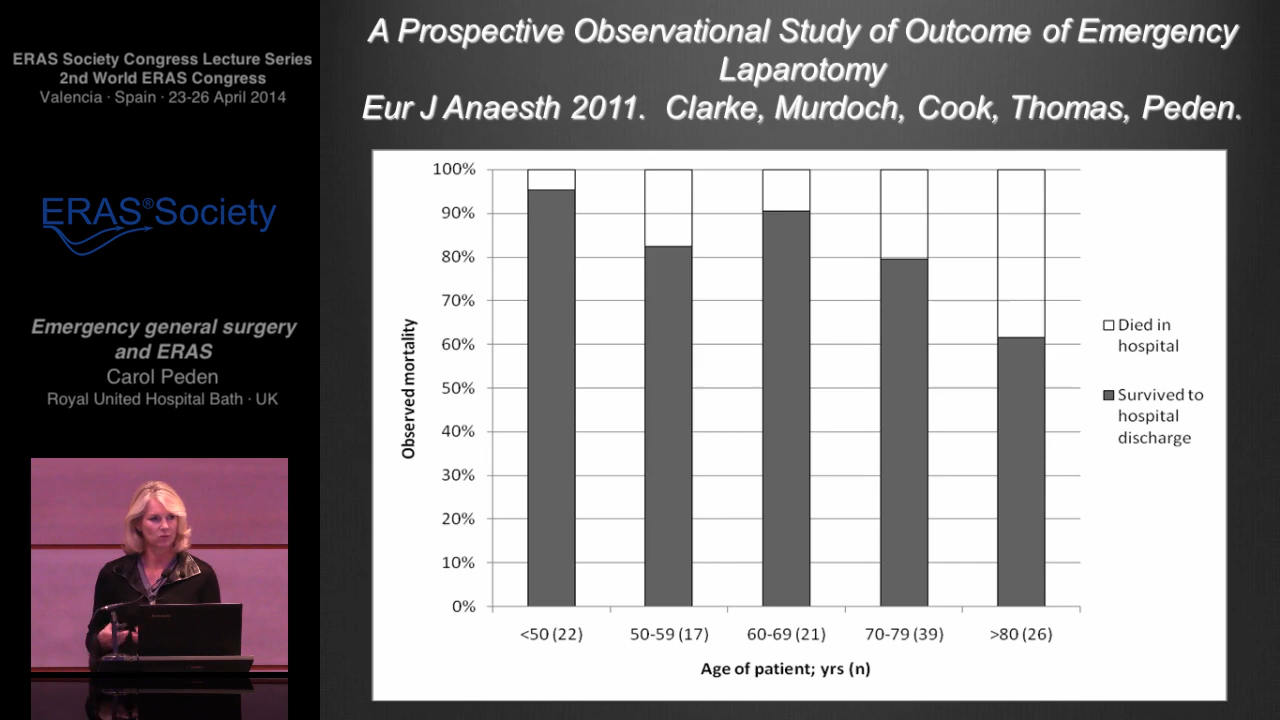 ERAS Society Congress Lecture Series
2nd World ERAS Congress
Valencia · Spain · 23-26 April 2014
ERAS®Society
Emergency general surgery
and ERAS
Carol Peden
Royal United Hospital Bath · UK
A Prospective Observational Study of Outcome of Emergency
Laparotomy
Eur J Anaesth 2011. Clarke, Murdoch, Cook, Thomas, Peden.
100%
90%
80%
70%
60%
50%
40%
30%
20%
10%
0%
Observed mortality
<50 (22) 50-59 (17) 60-69 (21) 70-79 (39) >80 (26)
Age of patient; yrs (n)
Died in
hospital
Survived to
hospital
discharge